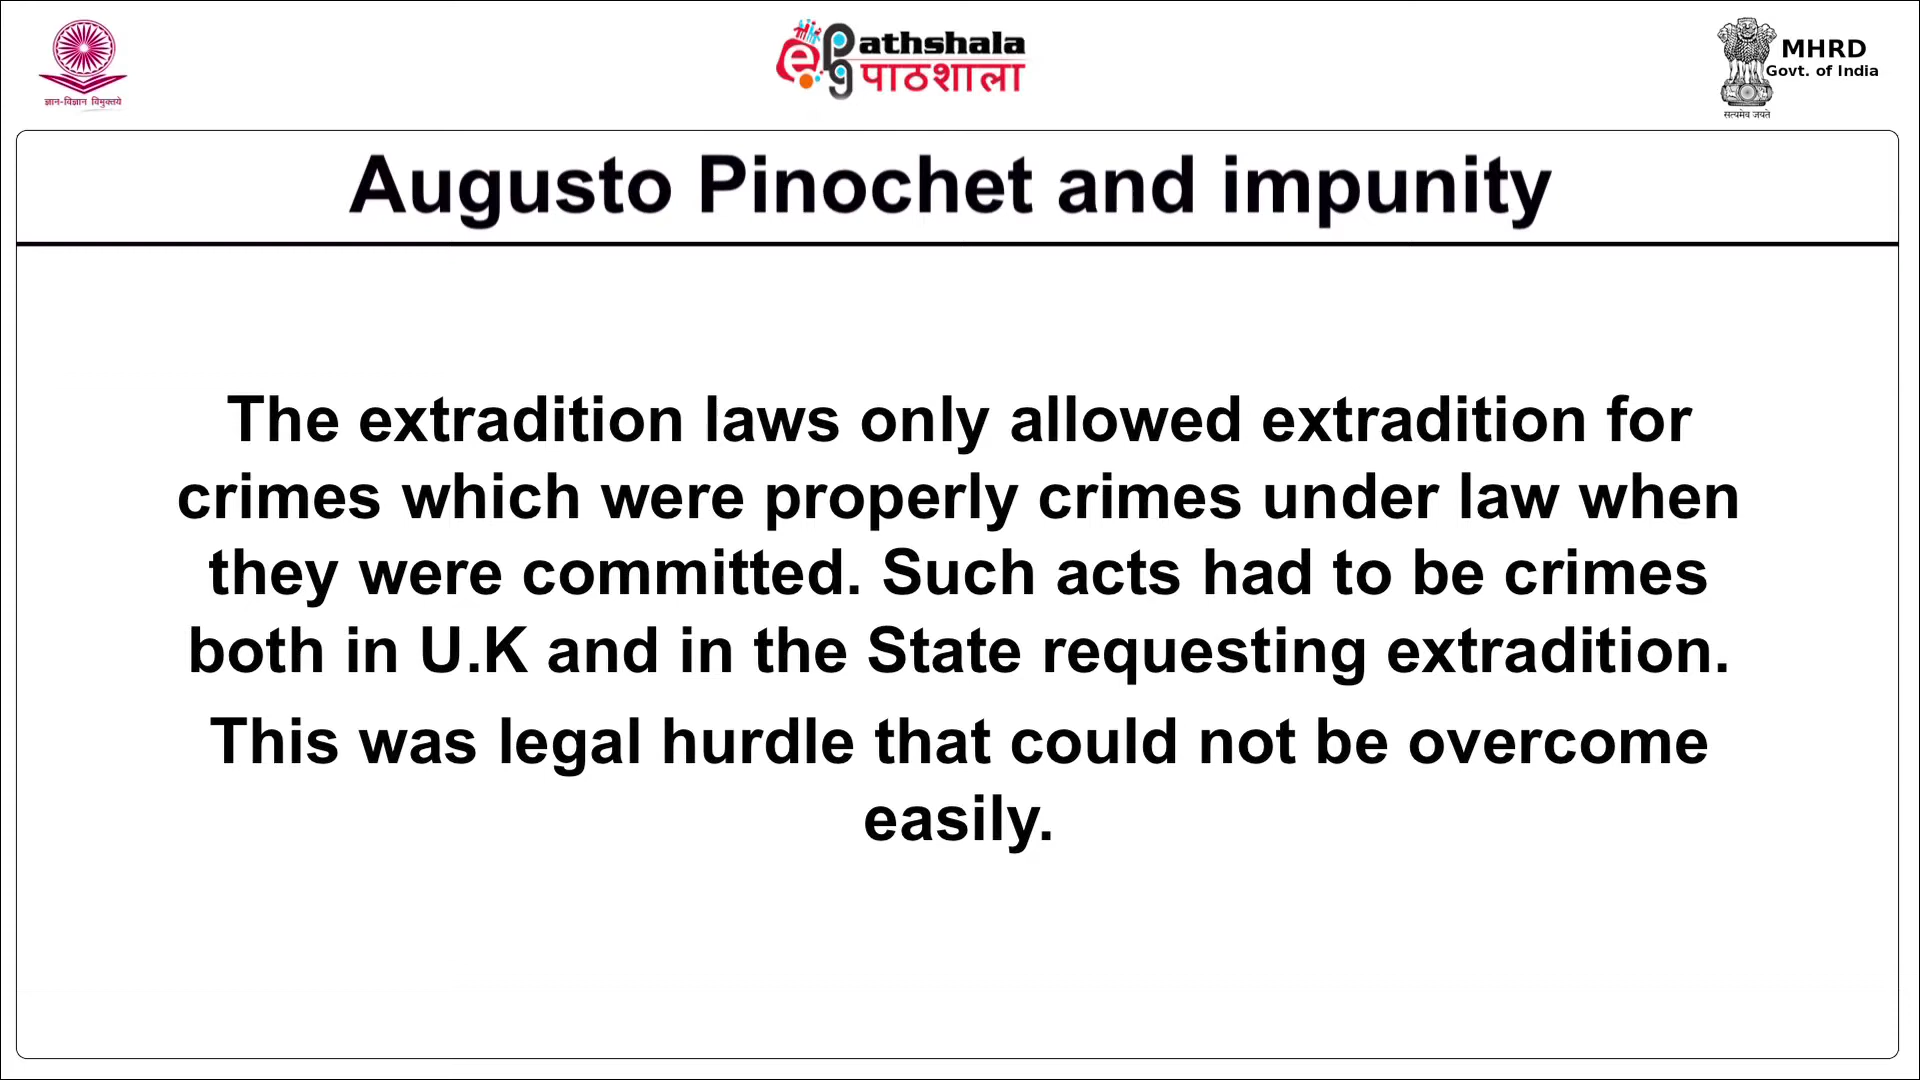 ज्ञान-विज्ञान विमुक्तये
epg athshala
पाठशाला
MHRD
Govt. of India
सत्यमेव जयते
Augusto Pinochet and impunity
The extradition laws only allowed extradition for
crimes which were properly crimes under law when
they were committed. Such acts had to be crimes
both in U.K and in the State requesting extradition.
This was legal hurdle that could not be overcome
easily.